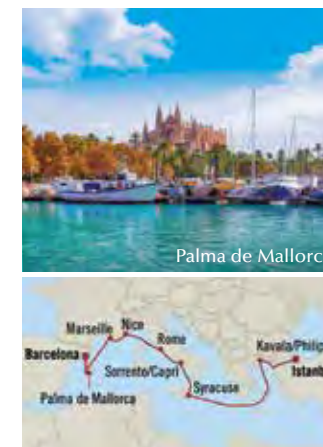 Palma de Mallorc
Marseille
Nice
Rome
Barcelona
Sorrento/Capri
Kavala/Philip
Istanb
Palma de Mallorca
Syracuse